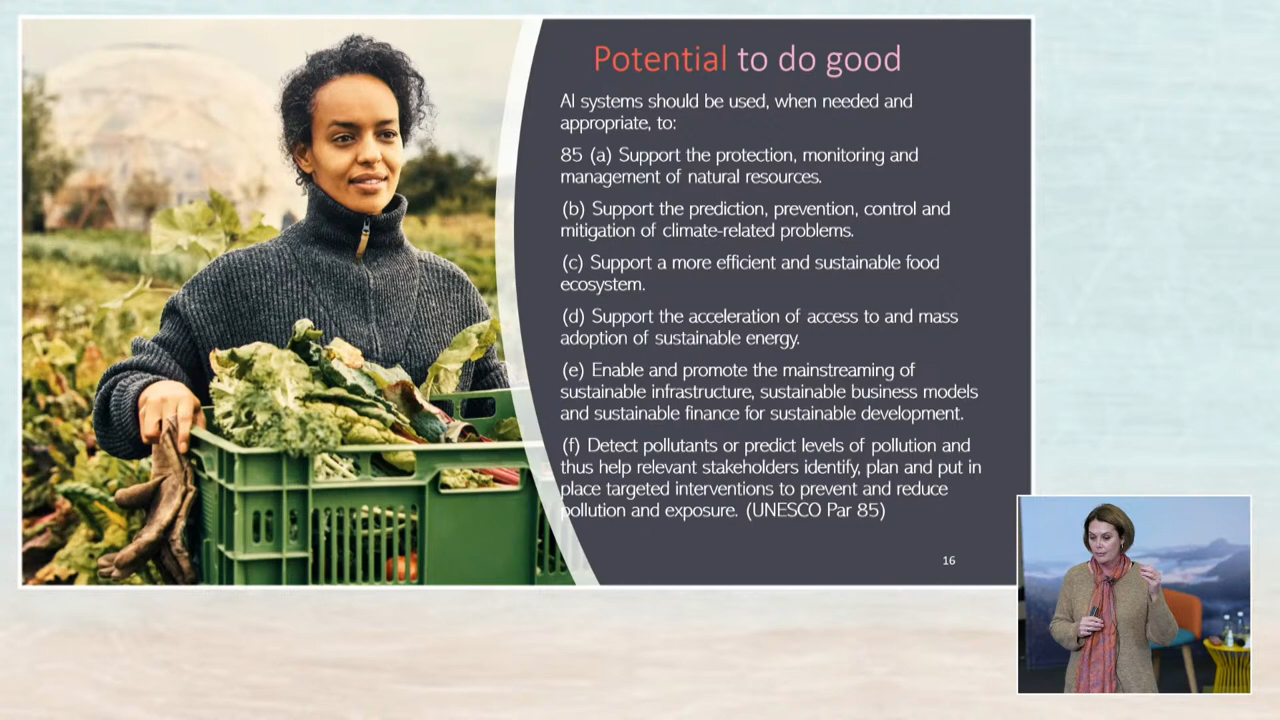 Potential to do good
AI systems should be used, when needed and
appropriate, to:
85 (a) Support the protection, monitoring and
management of natural resources.
(b) Support the prediction, prevention, control and
mitigation of climate-related problems.
(c) Support a more efficient and sustainable food
ecosystem.
(d) Support the acceleration of access to and mass
adoption of sustainable energy.
(e) Enable and promote the mainstreaming of
sustainable infrastructure, sustainable business models
and sustainable finance for sustainable development.
(f) Detect pollutants or predict levels of pollution and
thus help relevant stakeholders identify, plan and put in
place targeted interventions to prevent and reduce
pollution and exposure. (UNESCO Par 85)
16